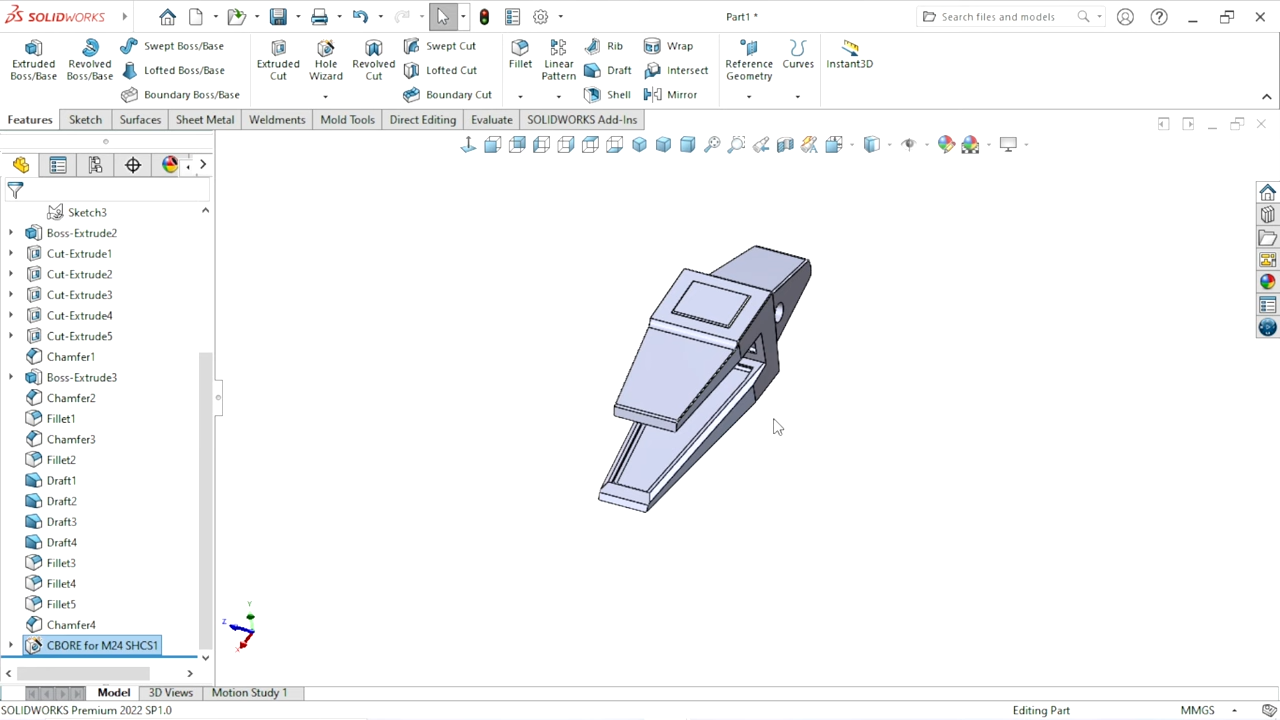 SOLIDWORKS
Part1 *
Search files and models
Extruded Boss/Base
Revolved Boss/Base
Swept Boss/Base
Lofted Boss/Base
Boundary Boss/Base
Extruded Cut
Hole Wizard
Revolved Cut
Swept Cut
Lofted Cut
Boundary Cut
Fillet
Linear Pattern
Rib
Draft
Shell
Wrap
Intersect
Mirror
Reference Geometry
Curves
Instant3D
Features Sketch Surfaces Sheet Metal Weldments Mold Tools Direct Editing Evaluate SOLIDWORKS Add-Ins
Sketch3
Boss-Extrude2
Cut-Extrude1
Cut-Extrude2
Cut-Extrude3
Cut-Extrude4
Cut-Extrude5
Chamfer1
Boss-Extrude3
Chamfer2
Fillet1
Chamfer3
Fillet2
Draft1
Draft2
Draft3
Draft4
Fillet3
Fillet4
Fillet5
Chamfer4
CBORE for M24 SHCS1
Y
Z
X
Model 3D Views Motion Study 1
SOLIDWORKS Premium 2022 SP1.0 Editing Part MMGS